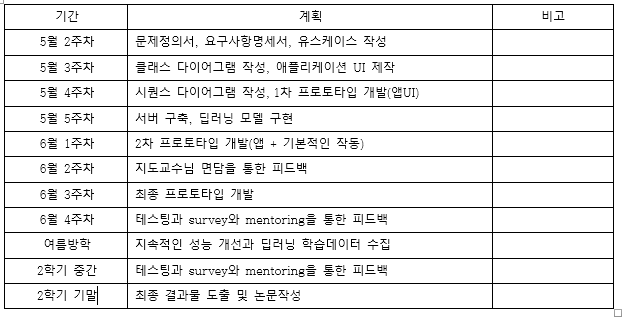 기간 계획 비고
5월 2주차 문제정의서, 요구사항명세서, 유스케이스 작성
5월 3주차 클래스 다이어그램 작성, 애플리케이션 UI 제작
5월 4주차 시퀀스 다이어그램 작성, 1차 프로토타입 개발(앱UI)
5월 5주차 서버 구축, 딥러닝 모델 구현
6월 1주차 2차 프로토타입 개발(앱 + 기본적인 작동)
6월 2주차 지도교수님 면담을 통한 피드백
6월 3주차 최종 프로토타입 개발
6월 4주차 테스팅과 survey와 mentoring을 통한 피드백
여름방학 지속적인 성능 개선과 딥러닝 학습데이터 수집
2학기 중간 테스팅과 survey와 mentoring을 통한 피드백
2학기 기말 최종 결과물 도출 및 논문작성